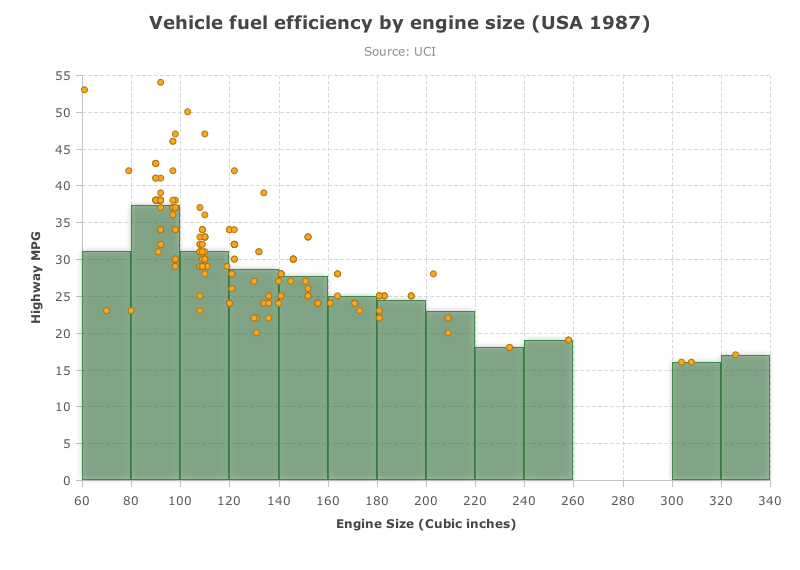 Vehicle fuel efficiency by engine size (USA 1987)
Source: UCI
Highway MPG
55
50
45
40
35
30
25
20
15
10
5
0
60 80 100 120 140 160 180 200 220 240 260 280 300 320 340
Engine Size (Cubic inches)